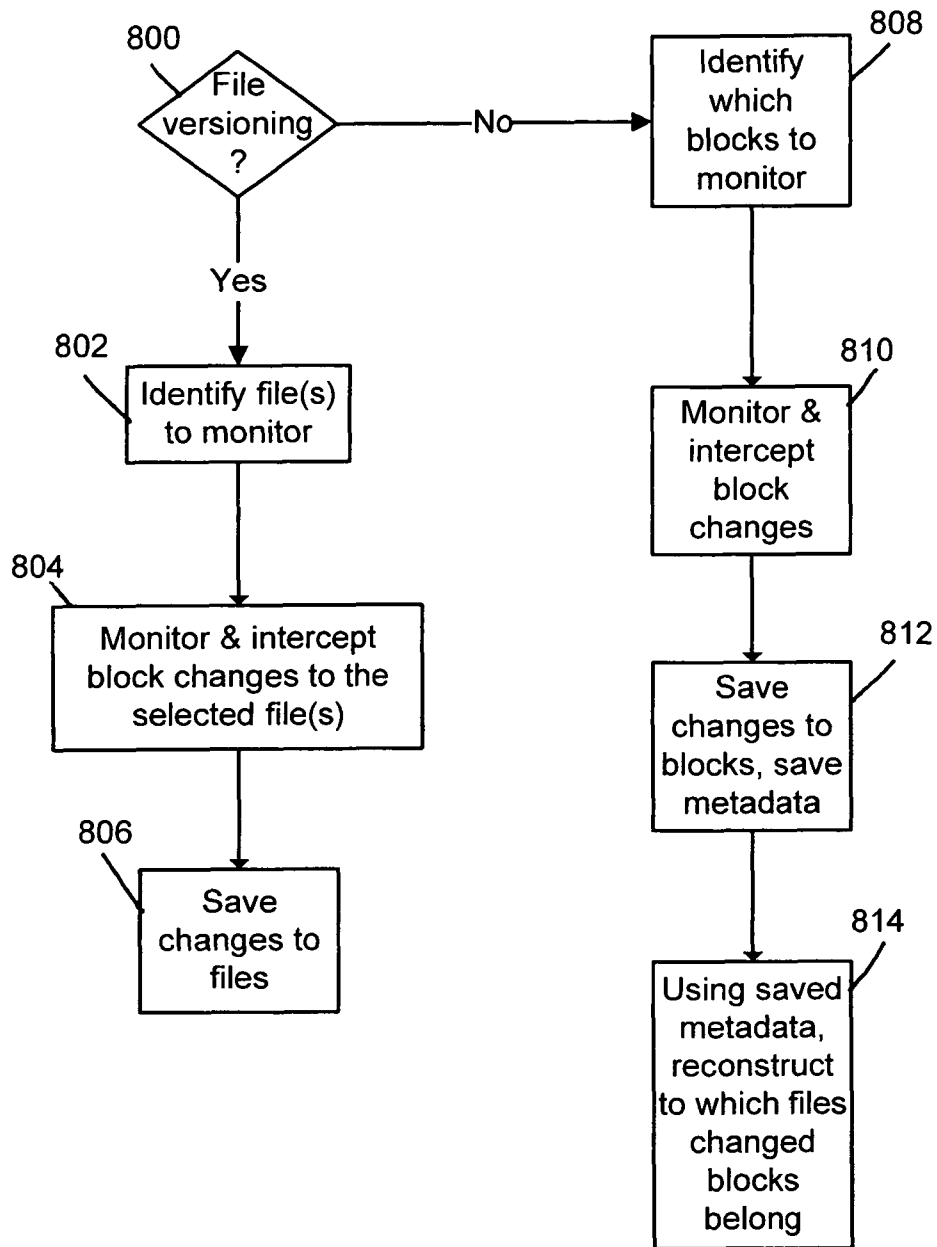 800
File
versioning
?
No
808
Identify
which
blocks to
monitor
Yes
802
Identify file(s)
to monitor
804
Monitor & intercept
block changes to the
selected file(s)
806
Save
changes to
files
810
Monitor &
intercept
block
changes
812
Save
changes to
blocks, save
metadata
814
Using saved
metadata,
reconstruct
to which files
changed
blocks
belong